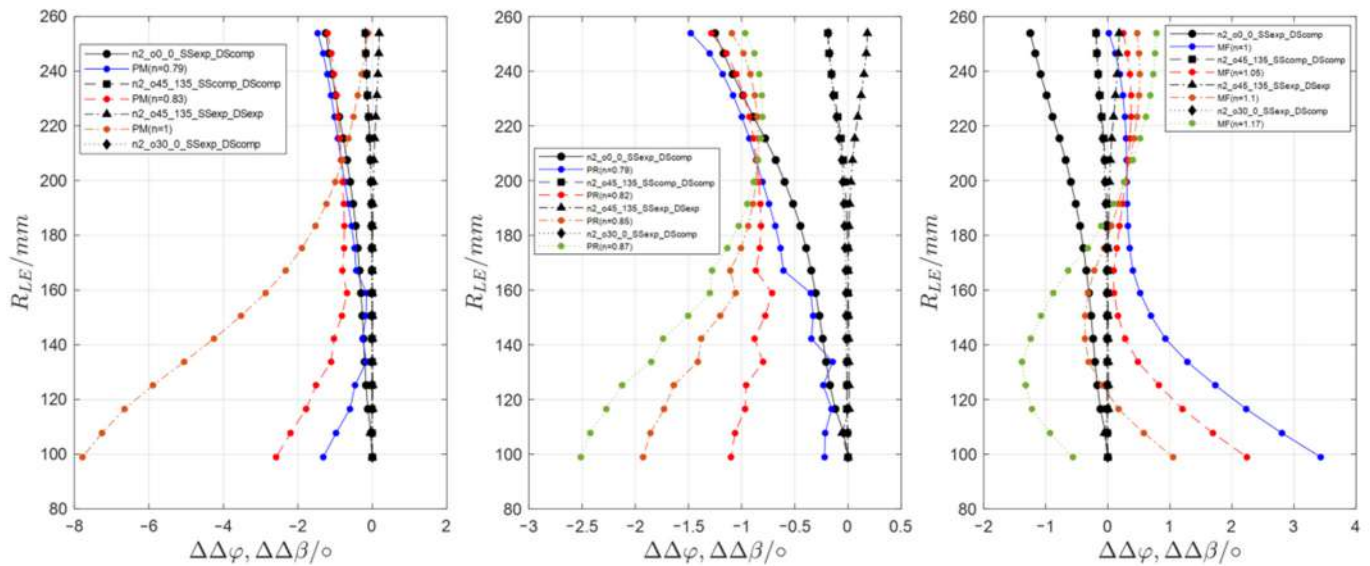 260
240
220
200
180
160
140
120
100
80
R_LE/mm
n2_o0_0_SSexp_DScomp
PM(n=0.79)
n2_o45_135_SScomp_DScomp
PM(n=0.83)
n2_o45_135_SSexp_DSexp
PM(n=1)
n2_o30_0_SSexp_DScomp
−8 −6 −4 −2 0 2
ΔΔφ, ΔΔβ/∘
260
240
220
200
180
160
140
120
100
80
R_LE/mm
n2_o0_0_SSexp_DScomp
PR(n=0.79)
n2_o45_135_SScomp_DScomp
PR(n=0.82)
n2_o45_135_SSexp_DSexp
PR(n=0.85)
n2_o30_0_SSexp_DScomp
PR(n=0.87)
−3 −2.5 −2 −1.5 −1 −0.5 0 0.5
ΔΔφ, ΔΔβ/∘
260
240
220
200
180
160
140
120
100
80
R_LE/mm
n2_o0_0_SSexp_DScomp
MF(n=1)
n2_o45_135_SScomp_DScomp
MF(n=1.05)
n2_o45_135_SSexp_DSexp
MF(n=1.1)
n2_o30_0_SSexp_DScomp
MF(n=1.17)
−2 −1 0 1 2 3 4
ΔΔφ, ΔΔβ/∘